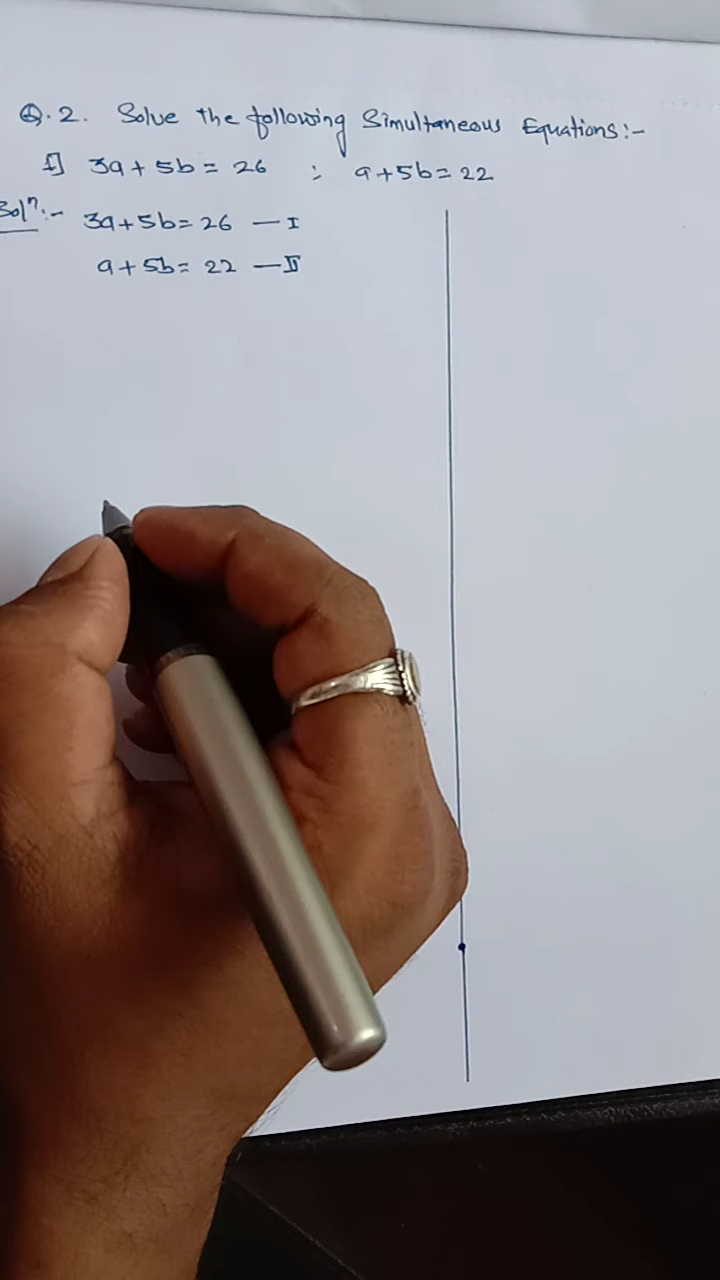 Q.2. Solve the following Simultaneous Equations:-
1] 3a + 5b = 26 ; a + 5b = 22
Solⁿ:- 3a + 5b = 26 — I
a + 5b = 22 — II